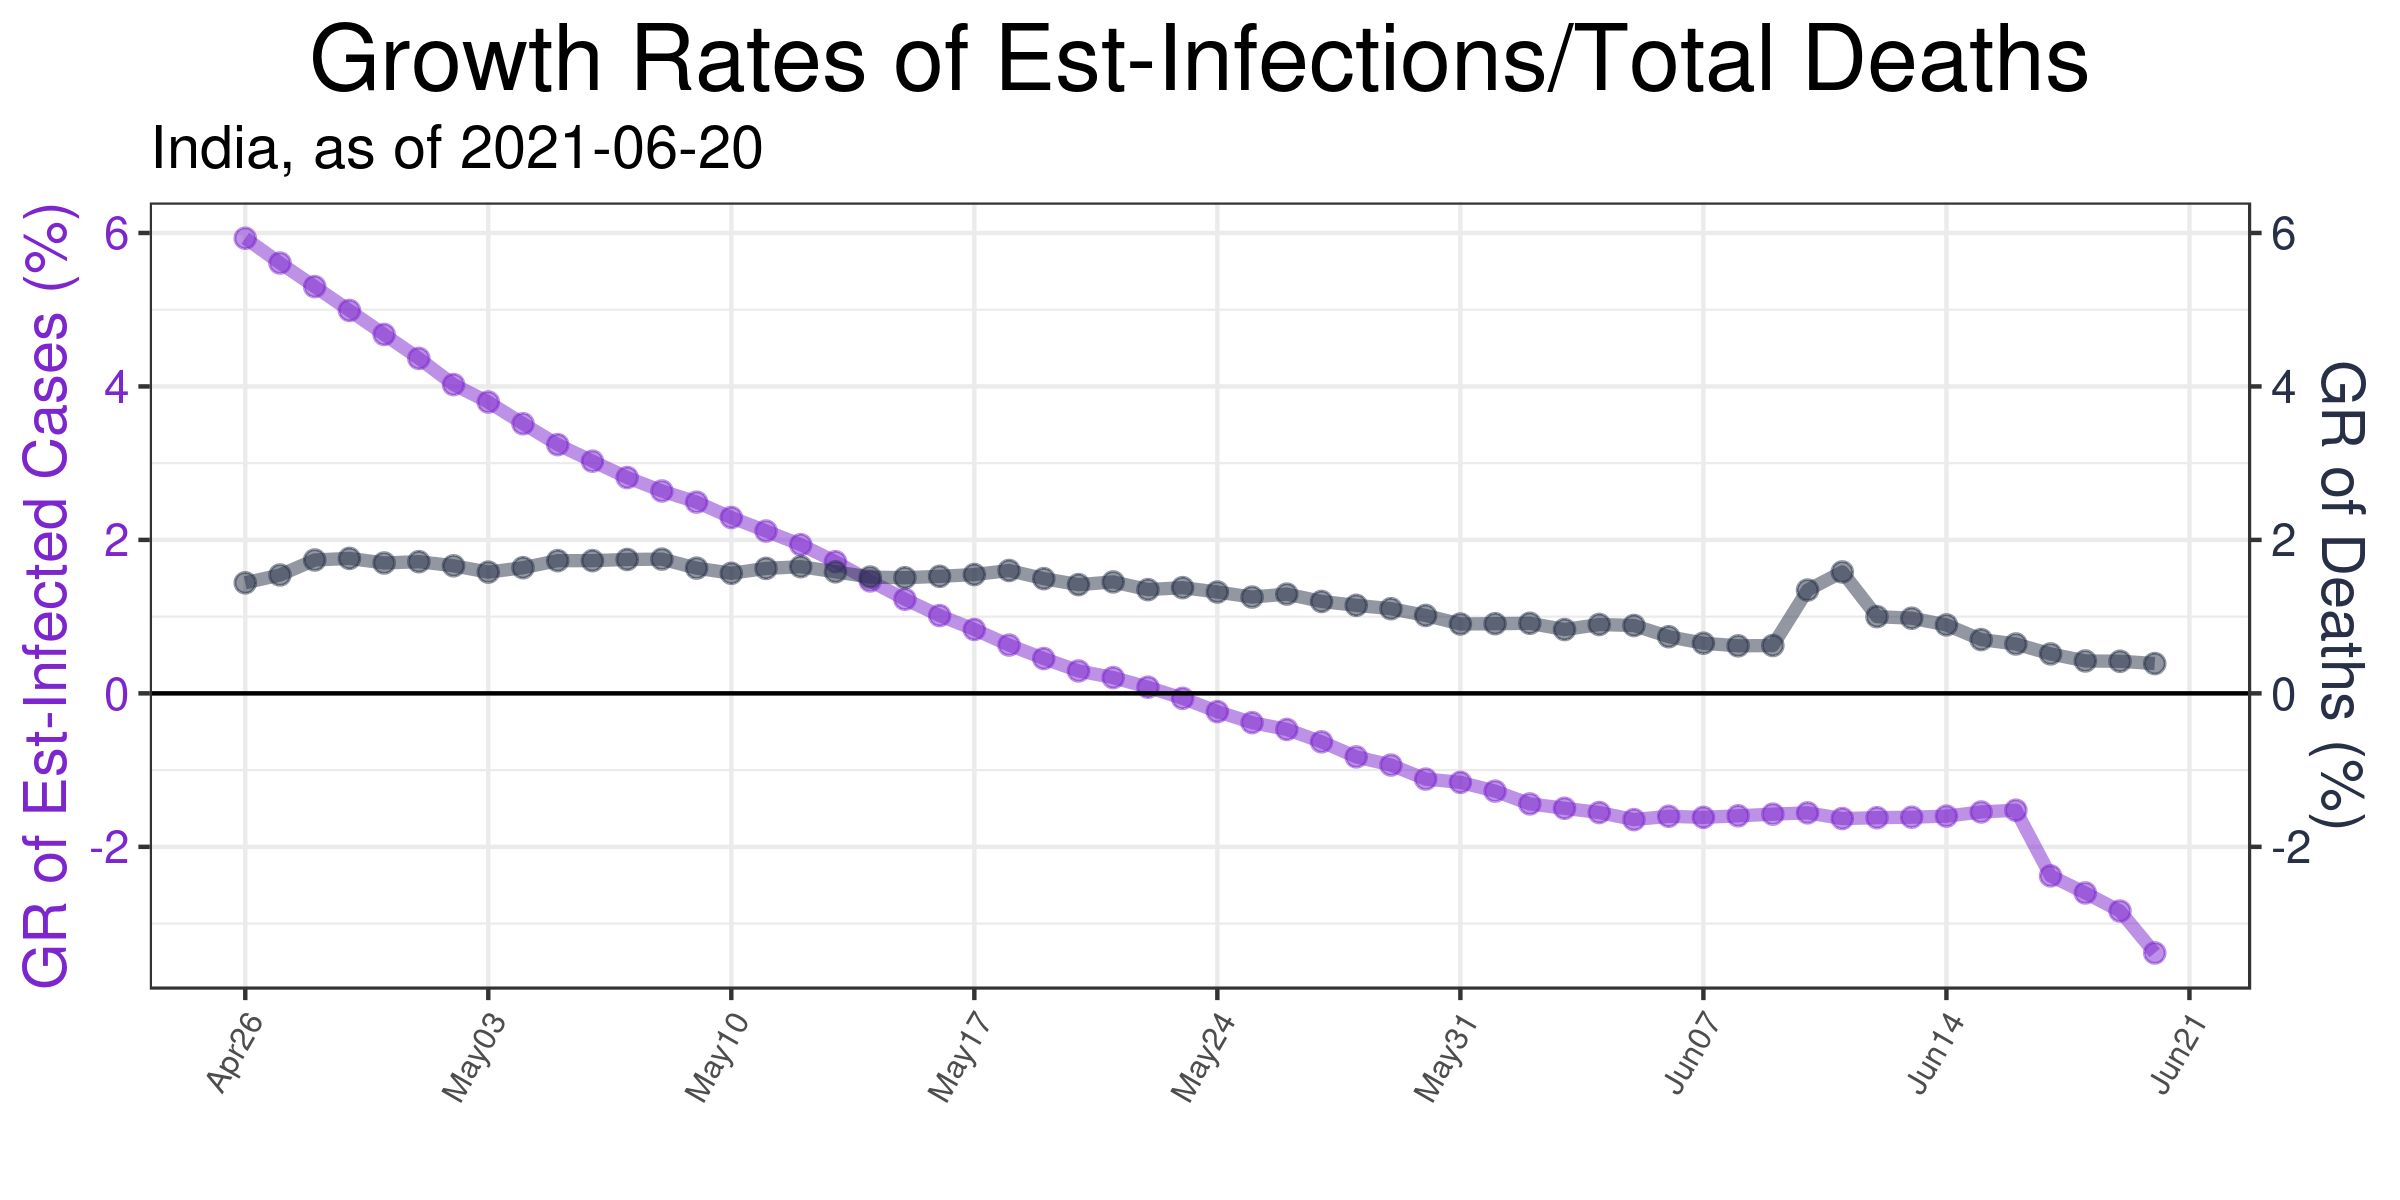 Growth Rates of Est-Infections/Total Deaths
India, as of 2021-06-20
GR of Est-Infected Cases (%)
6
4
2
0
-2
6
4
2
0
-2
GR of Deaths (%)
Apr26
May03
May10
May17
May24
May31
Jun07
Jun14
Jun21